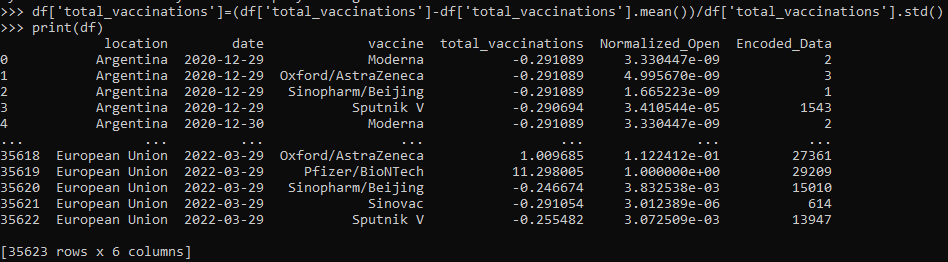 >>> df['total_vaccinations']=(df['total_vaccinations']-df['total_vaccinations'].mean())/df['total_vaccinations'].std()
>>> print(df)
             location        date             vaccine  total_vaccinations  Normalized_Open  Encoded_Data
0           Argentina  2020-12-29             Moderna           -0.291089     3.330447e-09             2
1           Argentina  2020-12-29  Oxford/AstraZeneca           -0.291089     4.995670e-09             3
2           Argentina  2020-12-29   Sinopharm/Beijing           -0.291089     1.665223e-09             1
3           Argentina  2020-12-29           Sputnik V           -0.290694     3.410544e-05          1543
4           Argentina  2020-12-30             Moderna           -0.291089     3.330447e-09             2
...               ...         ...                 ...                 ...              ...           ...
35618  European Union  2022-03-29  Oxford/AstraZeneca            1.009685     1.122412e-01         27361
35619  European Union  2022-03-29     Pfizer/BioNTech           11.298005     1.000000e+00         29209
35620  European Union  2022-03-29   Sinopharm/Beijing           -0.246674     3.832538e-03         15010
35621  European Union  2022-03-29             Sinovac           -0.291054     3.012389e-06           614
35622  European Union  2022-03-29           Sputnik V           -0.255482     3.072509e-03         13947
[35623 rows x 6 columns]